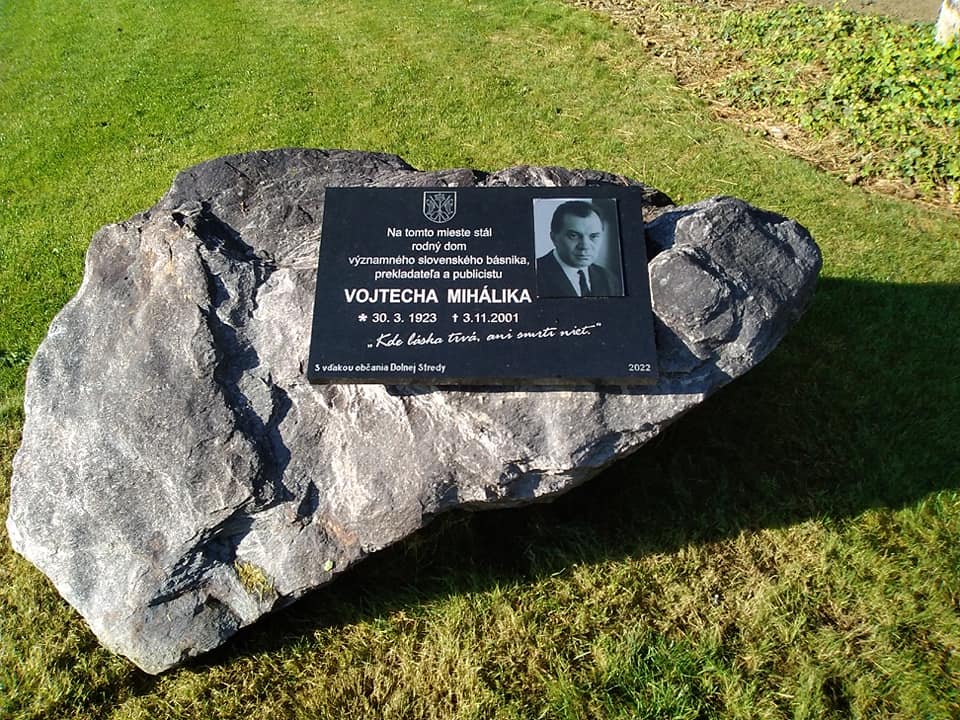 Na tomto mieste stál
rodný dom
významného slovenského básnika,
prekladateľa a publicistu
VOJTECHA MIHÁLIKA
* 30. 3. 1923 † 3.11.2001
„Kde láska trvá, ani smrti niet.“
S vďakou občania Dolnej Stredy 2022